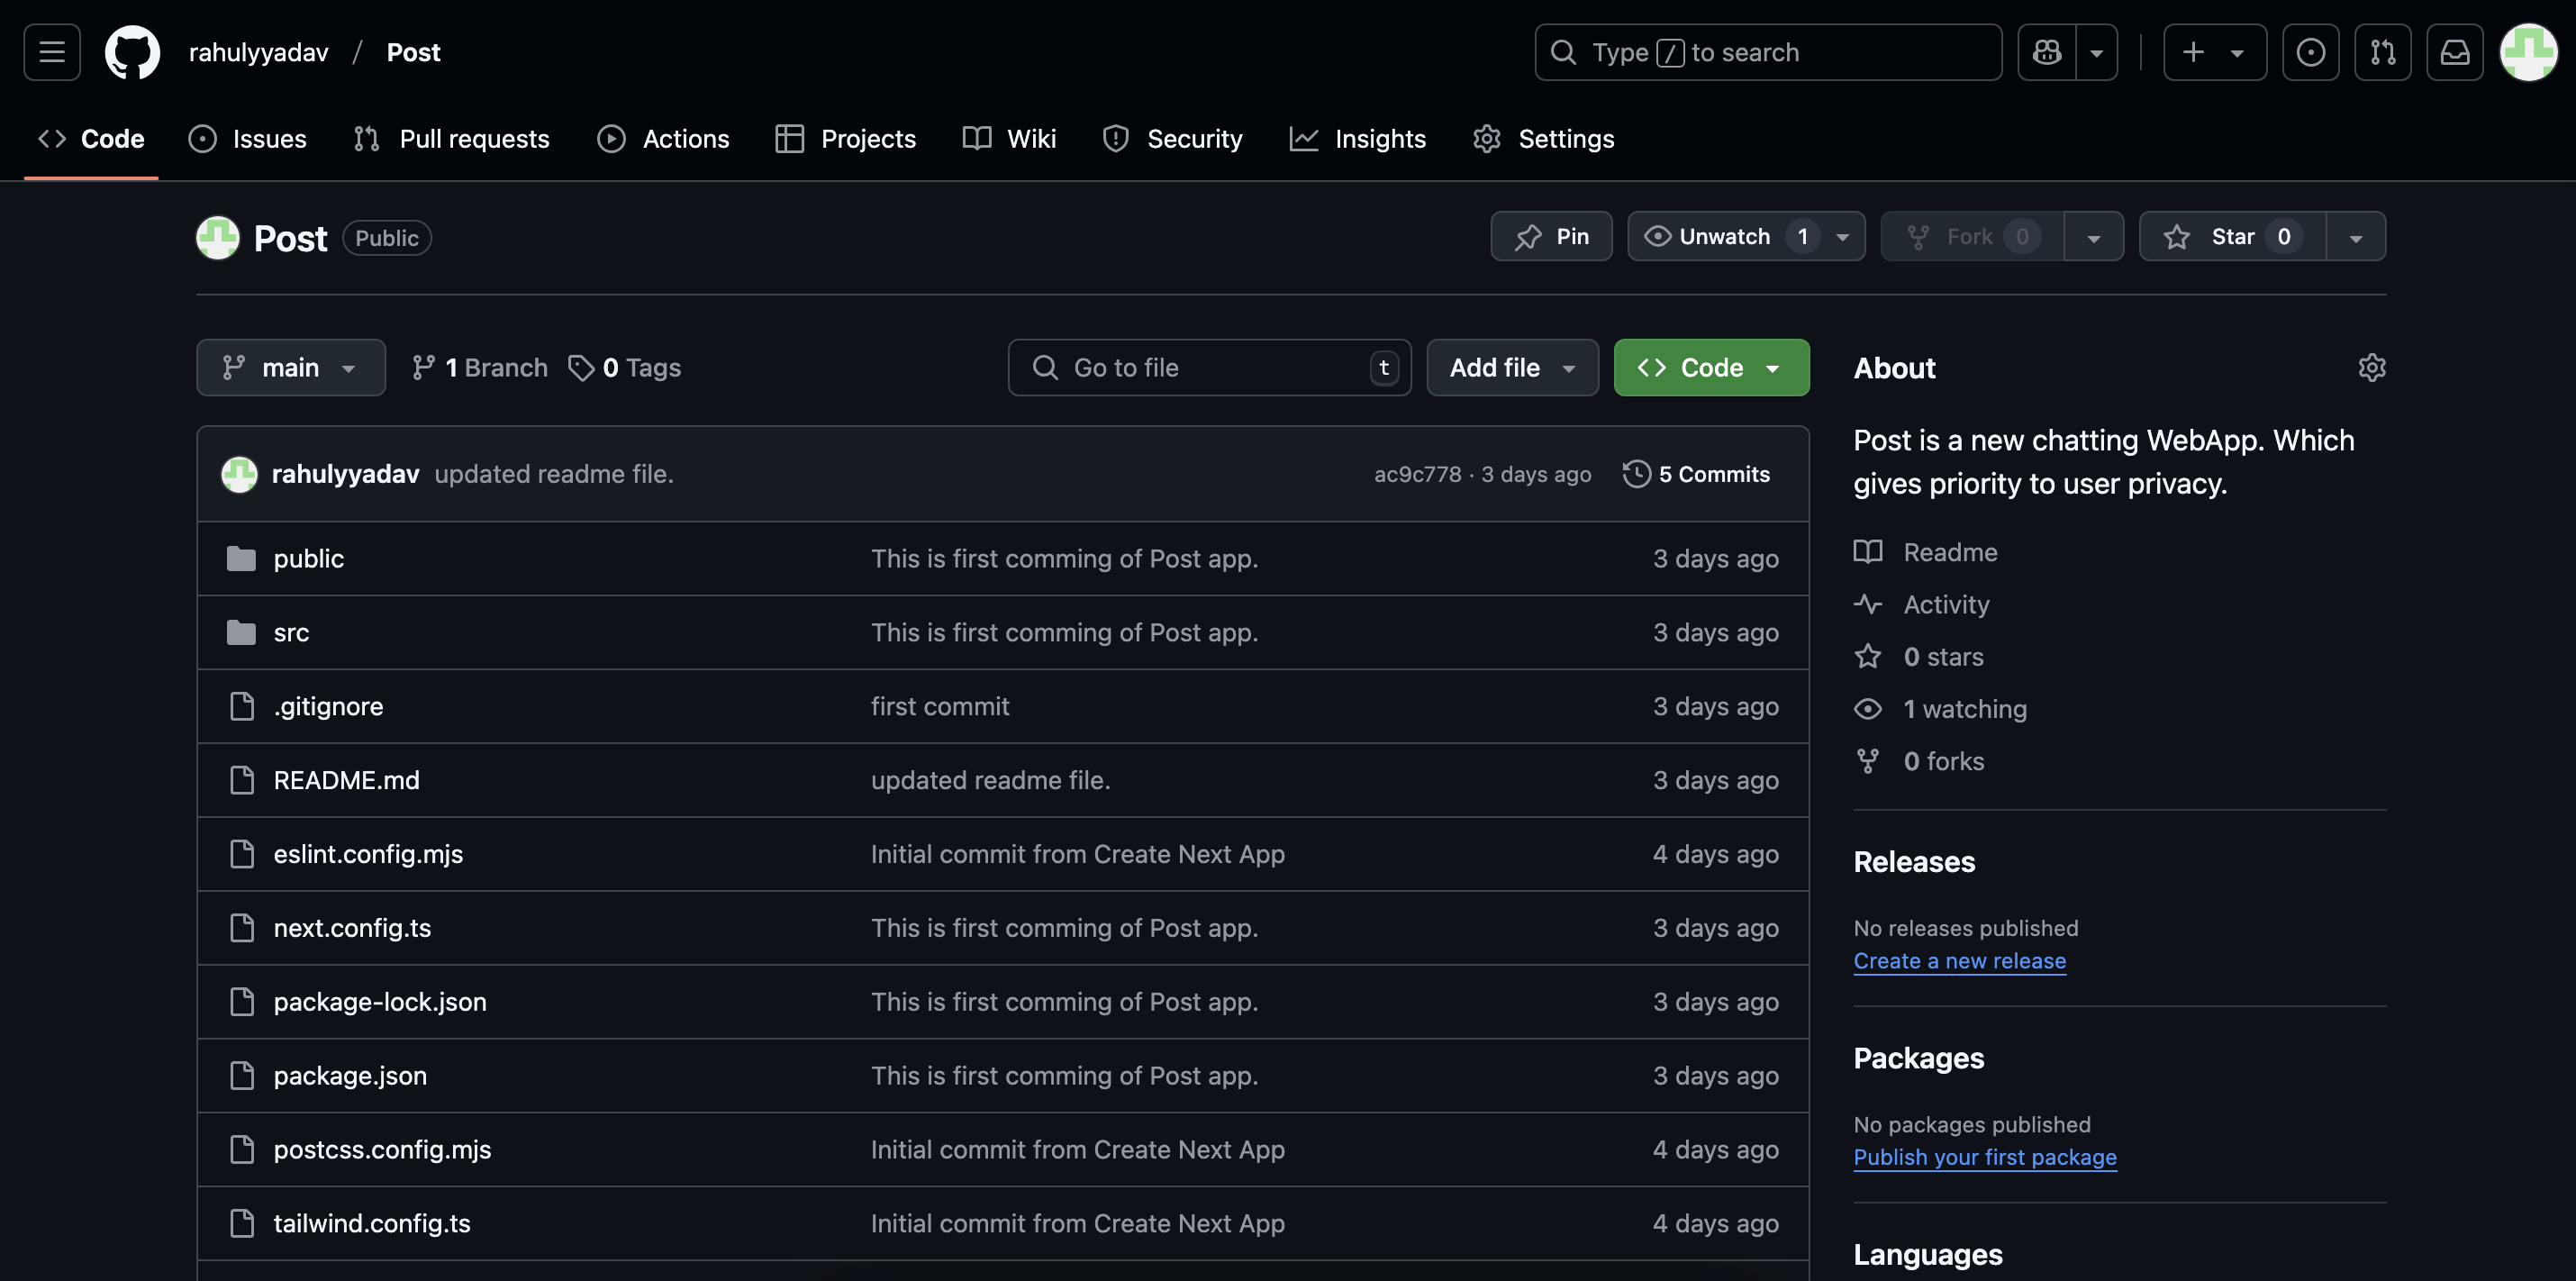 rahulyyadav / Post
Type / to search
Code Issues Pull requests Actions Projects Wiki Security Insights Settings
Post Public
Pin Unwatch 1 Fork 0 Star 0
main 1 Branch 0 Tags
Go to file t Add file Code
rahulyyadav updated readme file. ac9c778 · 3 days ago 5 Commits
public This is first comming of Post app. 3 days ago
src This is first comming of Post app. 3 days ago
.gitignore first commit 3 days ago
README.md updated readme file. 3 days ago
eslint.config.mjs Initial commit from Create Next App 4 days ago
next.config.ts This is first comming of Post app. 3 days ago
package-lock.json This is first comming of Post app. 3 days ago
package.json This is first comming of Post app. 3 days ago
postcss.config.mjs Initial commit from Create Next App 4 days ago
tailwind.config.ts Initial commit from Create Next App 4 days ago
About
Post is a new chatting WebApp. Which
gives priority to user privacy.
Readme
Activity
0 stars
1 watching
0 forks
Releases
No releases published
Create a new release
Packages
No packages published
Publish your first package
Languages